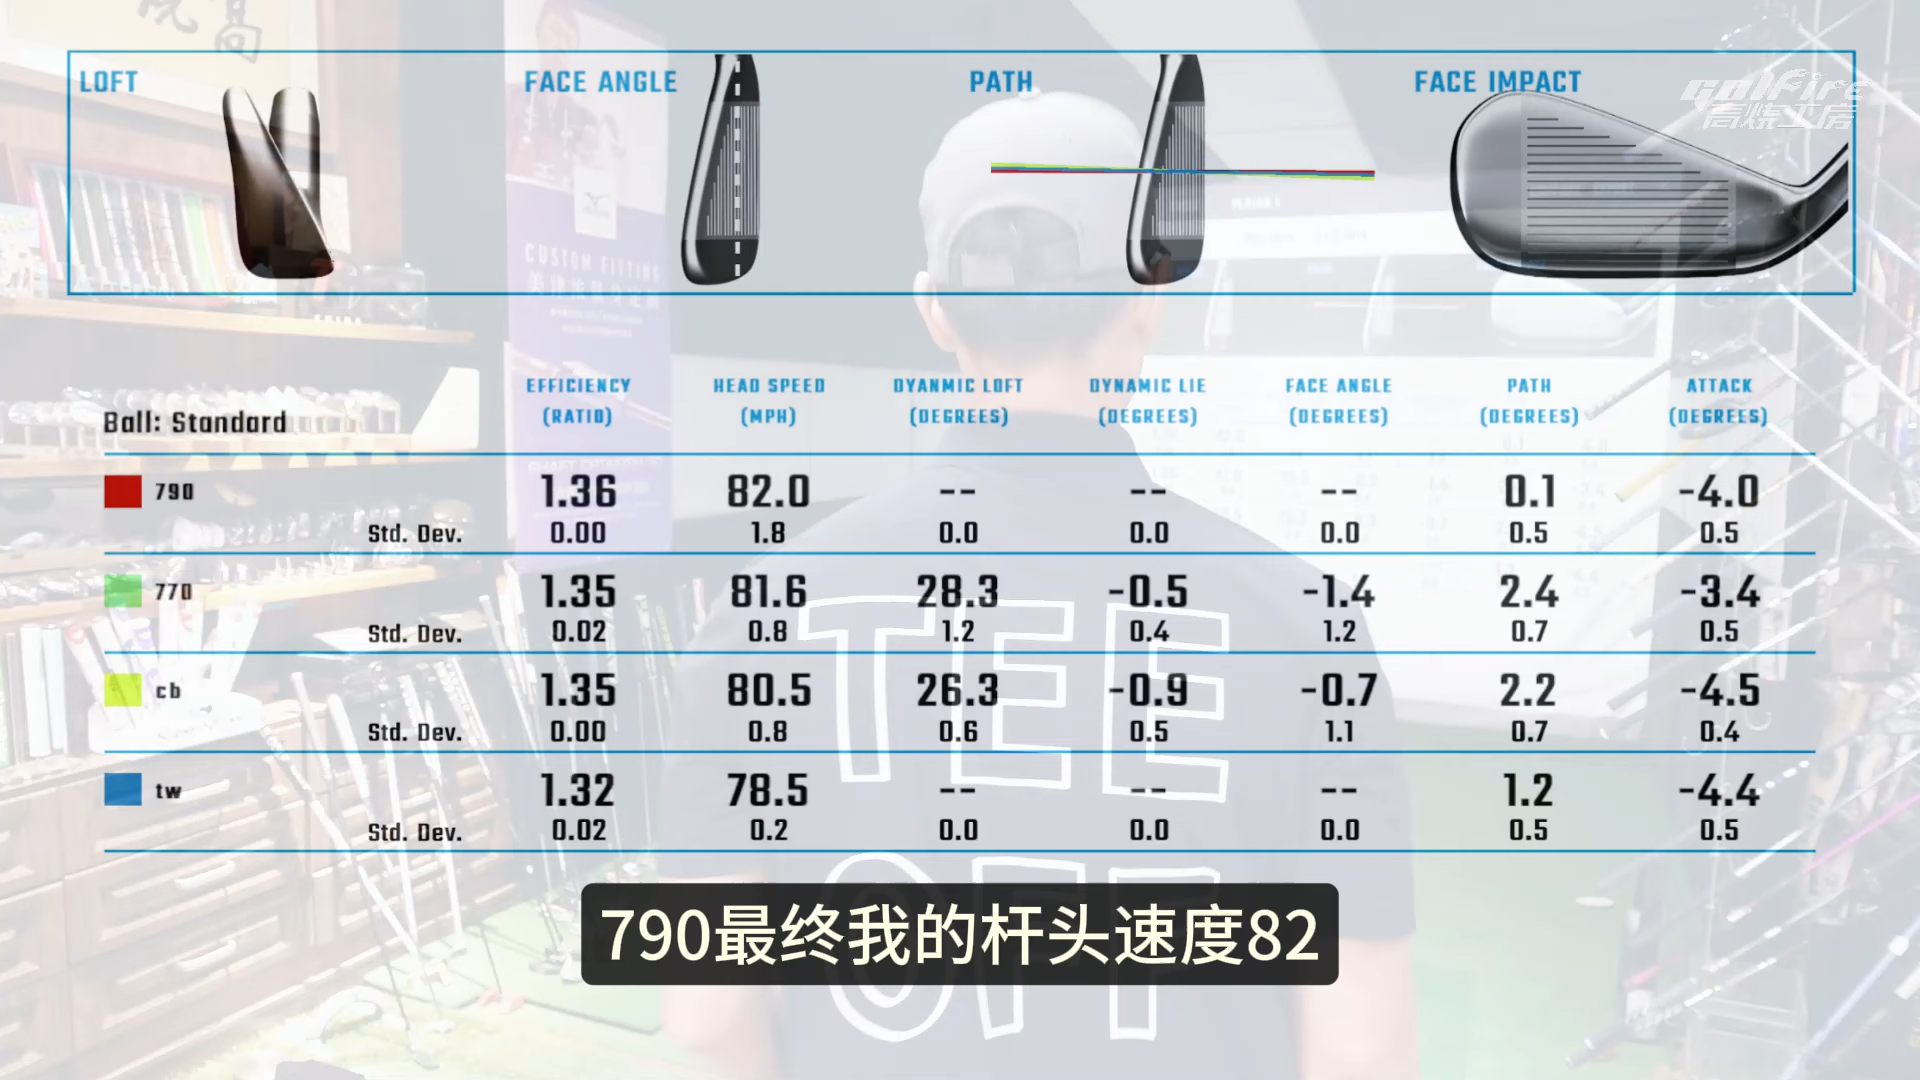 LOFT
FACE ANGLE
PATH
FACE IMPACT
golfire
高烧工房
CUSTOM FITTING
EFFICIENCY (RATIO)
HEAD SPEED (MPH)
DYANMIC LOFT (DEGREES)
DYNAMIC LIE (DEGREES)
FACE ANGLE (DEGREES)
PATH (DEGREES)
ATTACK (DEGREES)
Ball: Standard
790 1.36 82.0 -- -- -- 0.1 -4.0
Std. Dev. 0.00 1.8 0.0 0.0 0.0 0.5 0.5
770 1.35 81.6 28.3 -0.5 -1.4 2.4 -3.4
Std. Dev. 0.02 0.8 1.2 0.4 1.2 0.7 0.5
cb 1.35 80.5 26.3 -0.9 -0.7 2.2 -4.5
Std. Dev. 0.00 0.8 0.6 0.5 1.1 0.7 0.4
tw 1.32 78.5 -- -- -- 1.2 -4.4
Std. Dev. 0.02 0.2 0.0 0.0 0.0 0.5 0.5
TEE
OFF
790最终我的杆头速度82